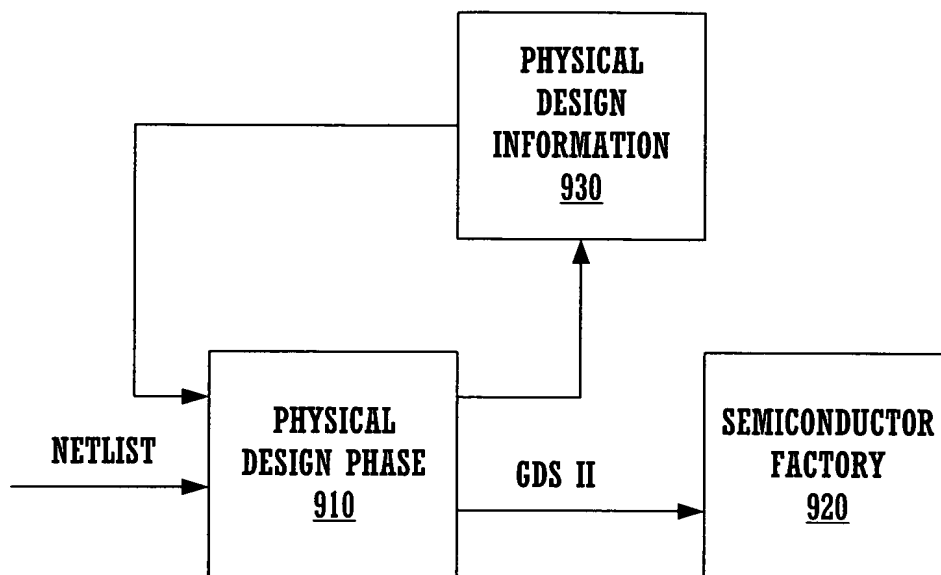 PHYSICAL
DESIGN
INFORMATION
930
NETLIST
PHYSICAL
DESIGN PHASE
910
GDS II
SEMICONDUCTOR
FACTORY
920